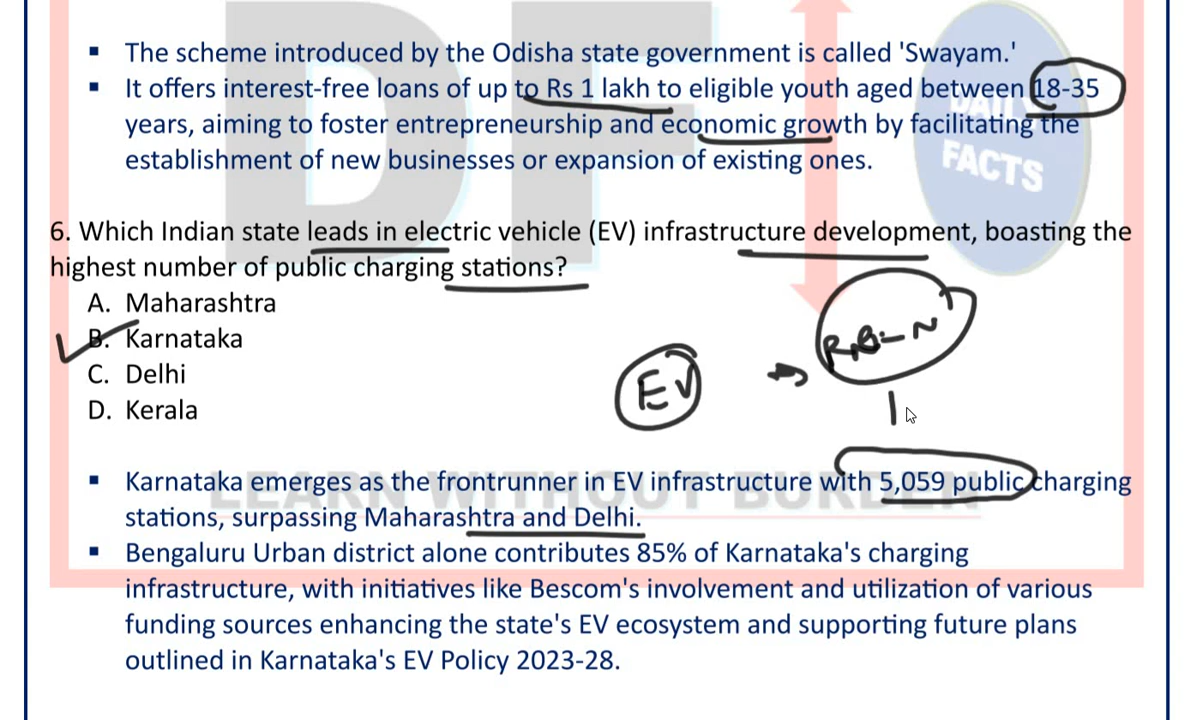 ▪ The scheme introduced by the Odisha state government is called 'Swayam.'
▪ It offers interest-free loans of up to Rs 1 lakh to eligible youth aged between 18-35
years, aiming to foster entrepreneurship and economic growth by facilitating the
establishment of new businesses or expansion of existing ones.
DF
DAILY
FACTS
6. Which Indian state leads in electric vehicle (EV) infrastructure development, boasting the
highest number of public charging stations?
A. Maharashtra
B. Karnataka
C. Delhi
D. Kerala
EV
LEARN WITHOUT BURDEN
▪ Karnataka emerges as the frontrunner in EV infrastructure with 5,059 public charging
stations, surpassing Maharashtra and Delhi.
▪ Bengaluru Urban district alone contributes 85% of Karnataka's charging
infrastructure, with initiatives like Bescom's involvement and utilization of various
funding sources enhancing the state's EV ecosystem and supporting future plans
outlined in Karnataka's EV Policy 2023-28.